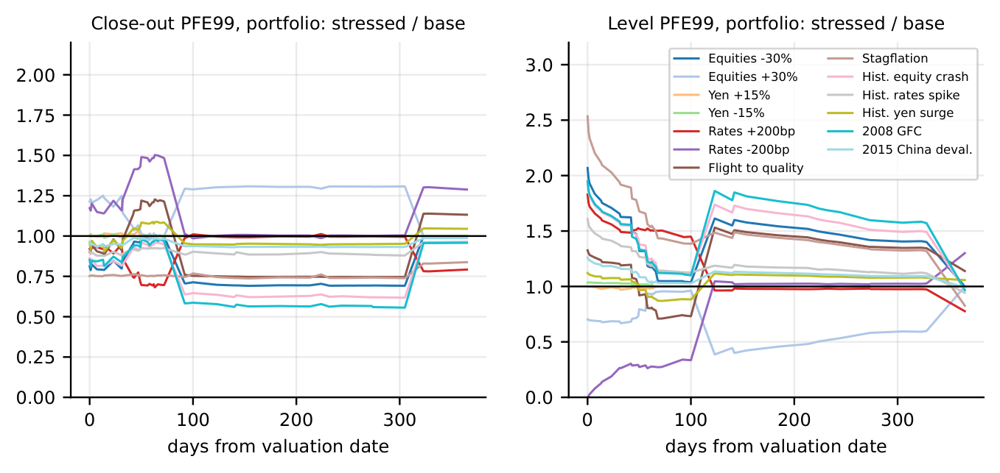 Close-out PFE99, portfolio: stressed / base
2.00
1.75
1.50
1.25
1.00
0.75
0.50
0.25
0.00
0
100
200
300
days from valuation date
Level PFE99, portfolio: stressed / base
3.0
2.5
2.0
1.5
1.0
0.5
0.0
0
100
200
300
days from valuation date
Equities -30%
Equities +30%
Yen +15%
Yen -15%
Rates +200bp
Rates -200bp
Flight to quality
Stagflation
Hist. equity crash
Hist. rates spike
Hist. yen surge
2008 GFC
2015 China deval.